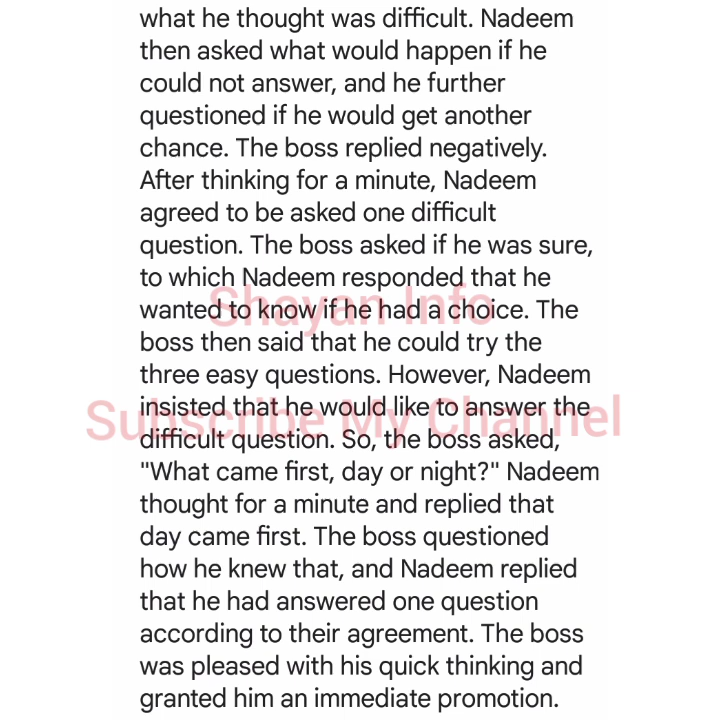 what he thought was difficult. Nadeem
then asked what would happen if he
could not answer, and he further
questioned if he would get another
chance. The boss replied negatively.
After thinking for a minute, Nadeem
agreed to be asked one difficult
question. The boss asked if he was sure,
to which Nadeem responded that he
Shayan Info
wanted to know if he had a choice. The
boss then said that he could try the
three easy questions. However, Nadeem
insisted that he would like to answer the
Subscribe My Channel
difficult question. So, the boss asked,
"What came first, day or night?" Nadeem
thought for a minute and replied that
day came first. The boss questioned
how he knew that, and Nadeem replied
that he had answered one question
according to their agreement. The boss
was pleased with his quick thinking and
granted him an immediate promotion.